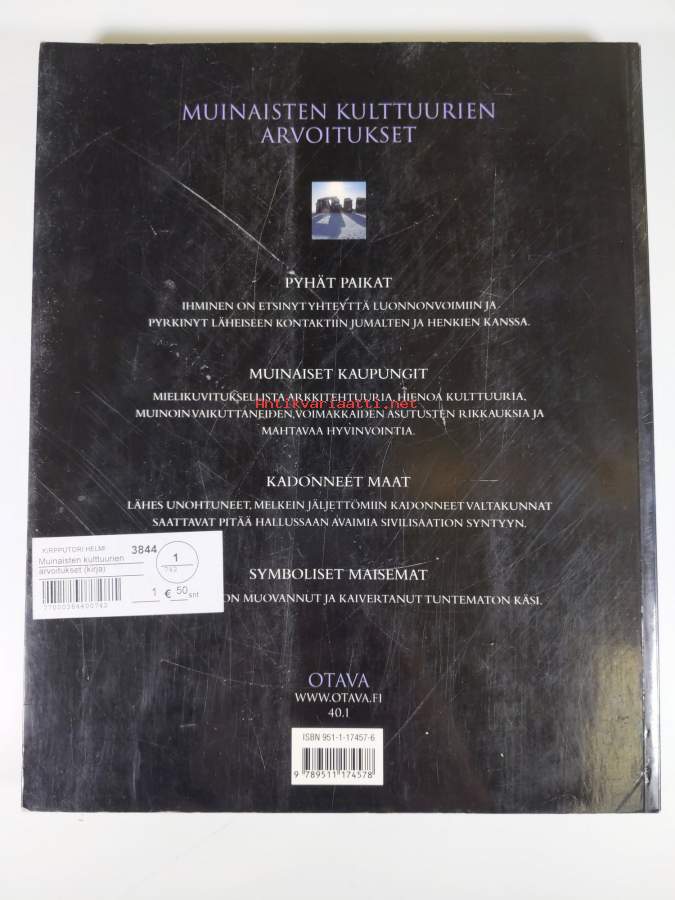 MUINAISTEN KULTTUURIEN
ARVOITUKSET
PYHÄT PAIKAT
IHMINEN ON ETSINYT YHTEYTTÄ LUONNONVOIMIIN JA
PYRKINYT LÄHEISEEN KONTAKTIIN JUMALTEN JA HENKIEN KANSSA.
MUINAISET KAUPUNGIT
MIELIKUVITUKSELLISTA ARKKITEHTUURIA, HIENOA KULTTUURIA,
Antikvariaatti.net
MUINOIN VAIKUTTANEIDEN, VOIMAKKAIDEN ASUTUSTEN RIKKAUKSIA JA
MAHTAVAA HYVINVOINTIA.
KADONNEET MAAT
LÄHES UNOHTUNEET, MELKEIN JÄLJETTÖMIIN KADONNEET VALTAKUNNAT
SAATTAVAT PITÄÄ HALLUSSAAN AVAIMIA SIVILISAATION SYNTYYN.
KIRPPUTORI HELMI
3844
1
Muinaisten kulttuurien
arvoitukset (kirja)
742
1 € 50 snt
SYMBOLISET MAISEMAT
ON MUOVANNUT JA KAIVERTANUT TUNTEMATON KÄSI.
OTAVA
WWW.OTAVA.FI
40.1
ISBN 951-1-17457-6
9 789511 174578